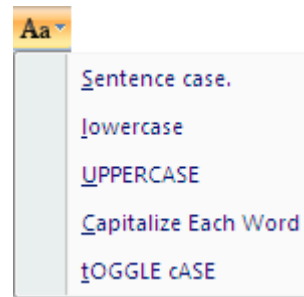 Aa
Sentence case.
lowercase
UPPERCASE
Capitalize Each Word
tOGGLE cASE